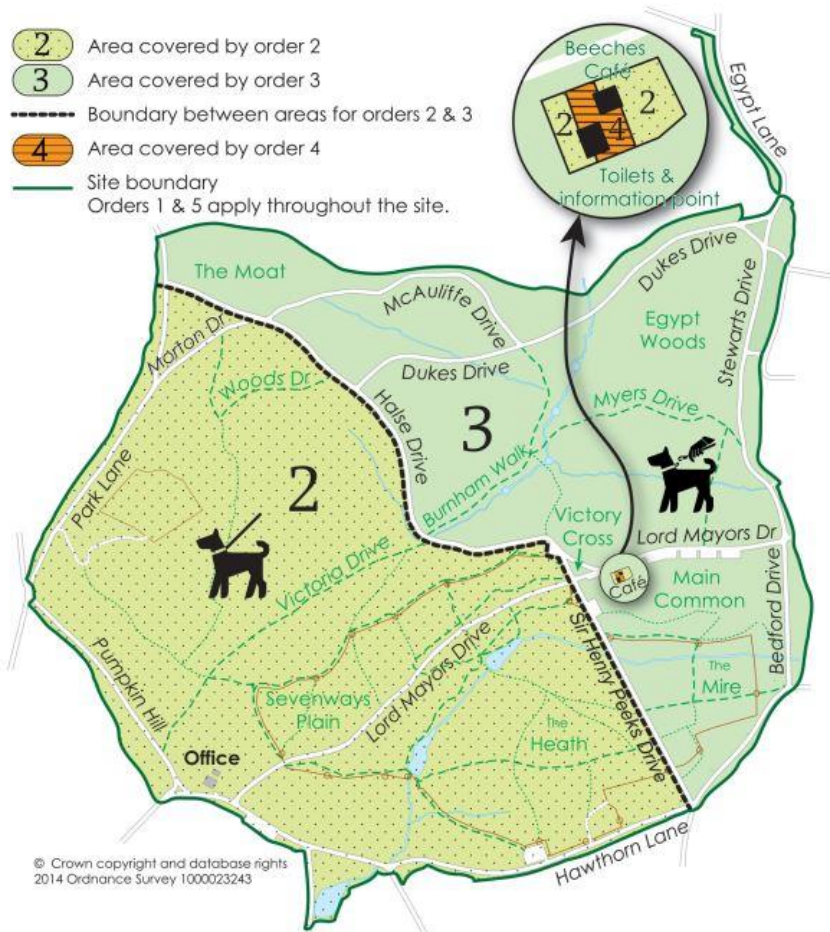 2 Area covered by order 2
3 Area covered by order 3
Boundary between areas for orders 2 & 3
4 Area covered by order 4
Site boundary
Orders 1 & 5 apply throughout the site.
Beeches
Café
2
2
4
Toilets &
information point
Egypt Lane
The Moat
McAuliffe Drive
Dukes Drive
Morton Dr.
Woods Dr
Dukes Drive
Egypt
Woods
Stewarts Drive
Halse Drive
3
Myers Drive
Burnham Walk
2
Park Lane
Victoria Drive
Victory
Cross
Lord Mayors Dr
Café
Main
Common
Bedford Drive
Pumpkin Hill
Sevenways
Plain
Lord Mayors Drive
Sir Henry Peeks Drive
The
Mire
the
Heath
Office
Hawthorn Lane
© Crown copyright and database rights
2014 Ordnance Survey 1000023243